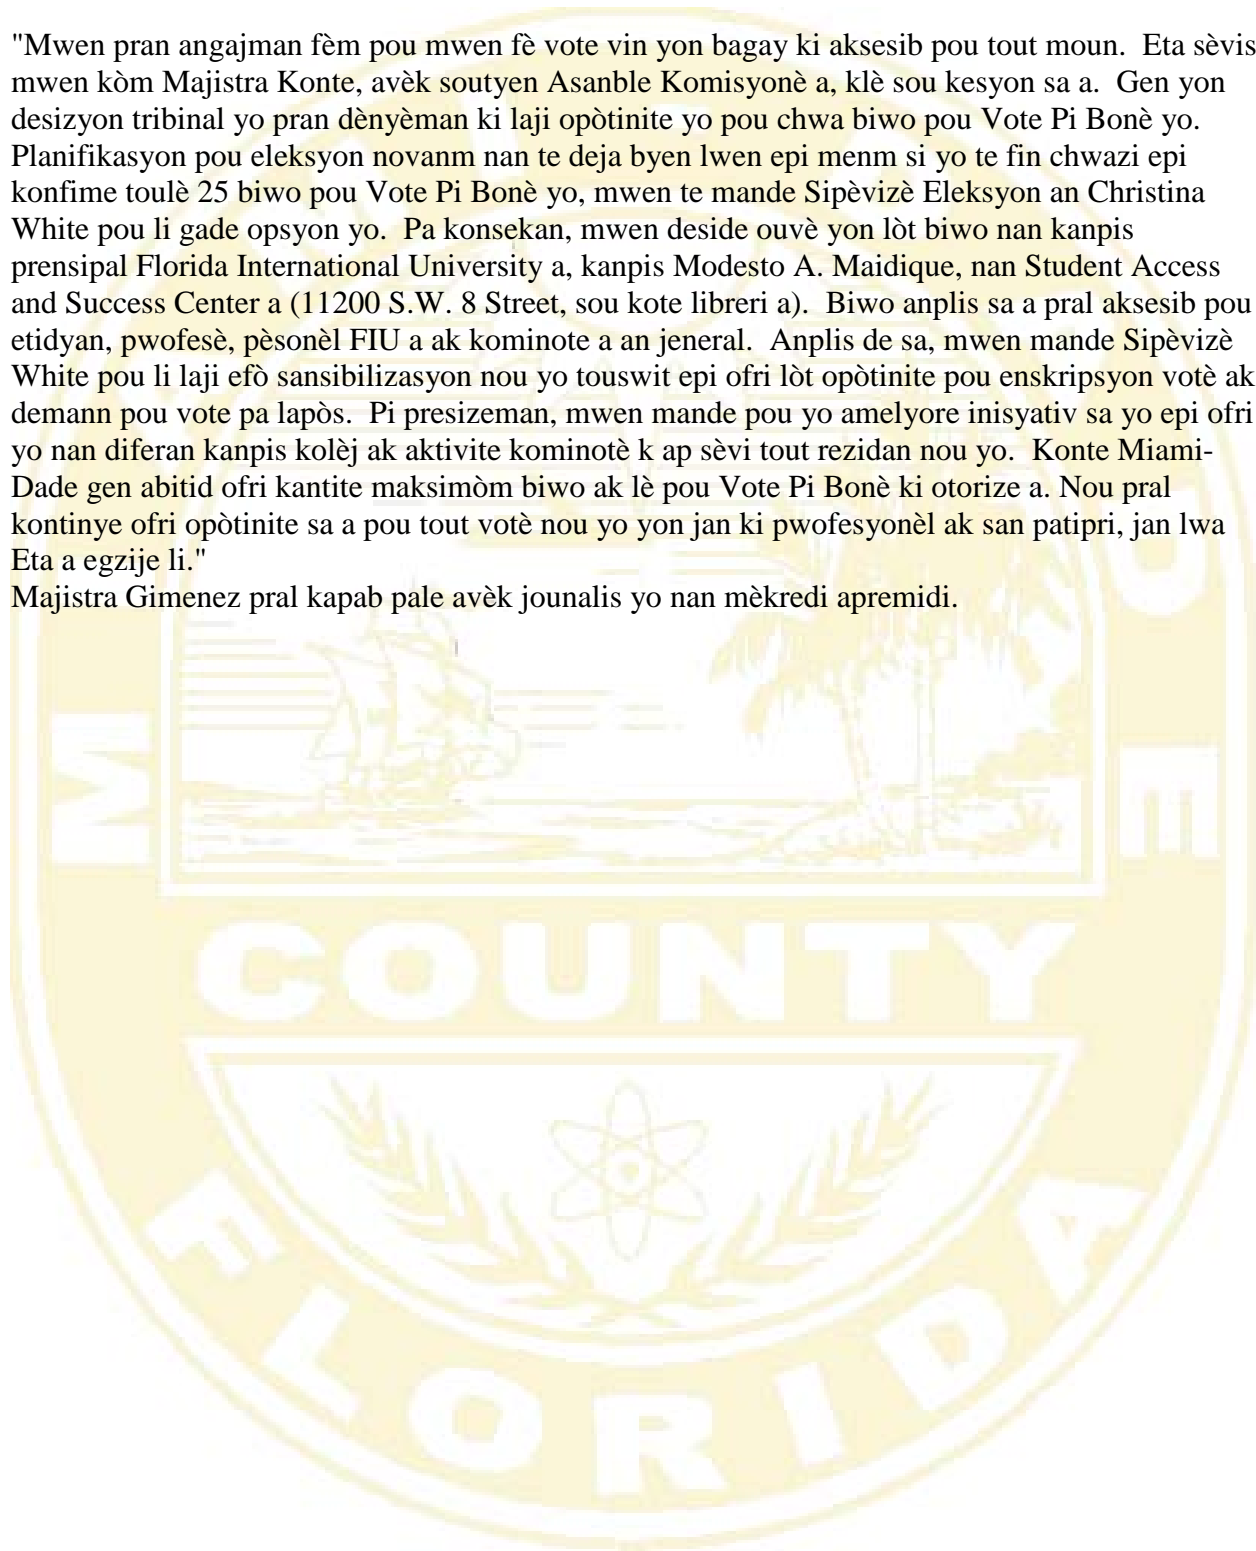 "Mwen pran angajman fèm pou mwen fè vote vin yon bagay ki aksesib pou tout moun.  Eta sèvis
mwen kòm Majistra Konte, avèk soutyen Asanble Komisyonè a, klè sou kesyon sa a.  Gen yon
desizyon tribinal yo pran dènyèman ki laji opòtinite yo pou chwa biwo pou Vote Pi Bonè yo.
Planifikasyon pou eleksyon novanm nan te deja byen lwen epi menm si yo te fin chwazi epi
konfime toulè 25 biwo pou Vote Pi Bonè yo, mwen te mande Sipèvizè Eleksyon an Christina
White pou li gade opsyon yo.  Pa konsekan, mwen deside ouvè yon lòt biwo nan kanpis
prensipal Florida International University a, kanpis Modesto A. Maidique, nan Student Access
and Success Center a (11200 S.W. 8 Street, sou kote libreri a).  Biwo anplis sa a pral aksesib pou
etidyan, pwofesè, pèsonèl FIU a ak kominote a an jeneral.  Anplis de sa, mwen mande Sipèvizè
White pou li laji efò sansibilizasyon nou yo touswit epi ofri lòt opòtinite pou enskripsyon votè ak
demann pou vote pa lapòs.  Pi presizeman, mwen mande pou yo amelyore inisyativ sa yo epi ofri
yo nan diferan kanpis kolèj ak aktivite kominotè k ap sèvi tout rezidan nou yo.  Konte Miami-
Dade gen abitid ofri kantite maksimòm biwo ak lè pou Vote Pi Bonè ki otorize a. Nou pral
kontinye ofri opòtinite sa a pou tout votè nou yo yon jan ki pwofesyonèl ak san patipri, jan lwa
Eta a egzije li."
Majistra Gimenez pral kapab pale avèk jounalis yo nan mèkredi apremidi.
COUNTY
FLORIDA